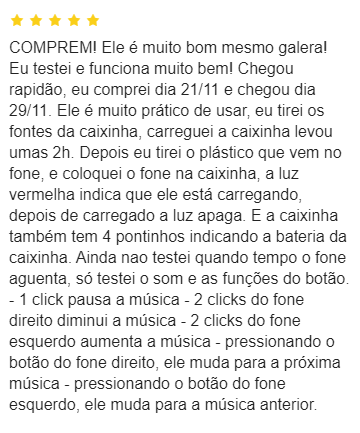 COMPREM! Ele é muito bom mesmo galera!
Eu testei e funciona muito bem! Chegou
rapidão, eu comprei dia 21/11 e chegou dia
29/11. Ele é muito prático de usar, eu tirei os
fontes da caixinha, carreguei a caixinha levou
umas 2h. Depois eu tirei o plástico que vem no
fone, e coloquei o fone na caixinha, a luz
vermelha indica que ele está carregando,
depois de carregado a luz apaga. E a caixinha
também tem 4 pontinhos indicando a bateria da
caixinha. Ainda nao testei quando tempo o fone
aguenta, só testei o som e as funções do botão.
- 1 click pausa a música - 2 clicks do fone
direito diminui a música - 2 clicks do fone
esquerdo aumenta a música - pressionando o
botão do fone direito, ele muda para a próxima
música - pressionando o botão do fone
esquerdo, ele muda para a música anterior.